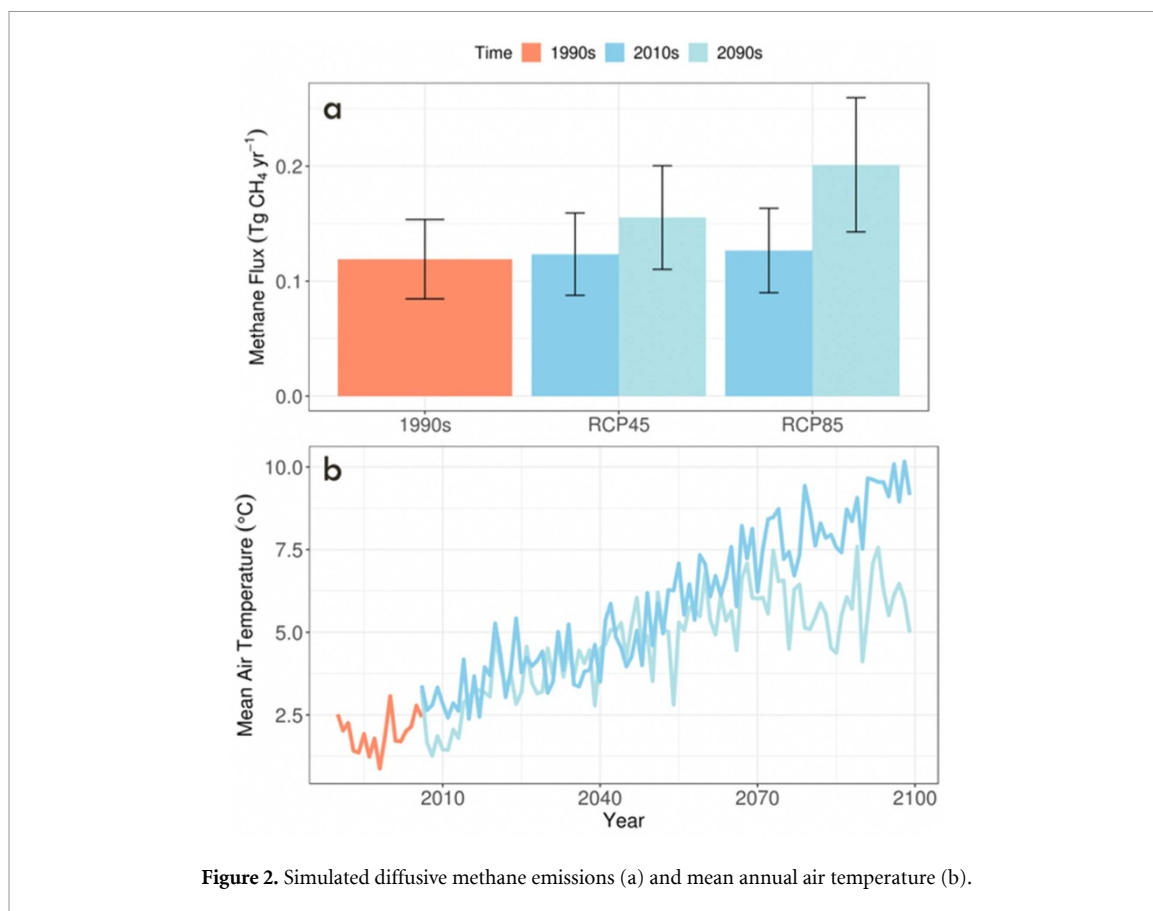 Time 1990s 2010s 2090s
a
Methane Flux (Tg CH₄ yr⁻¹)
0.2
0.1
0.0
1990s RCP45 RCP85
b
Mean Air Temperature (°C)
10.0
7.5
5.0
2.5
2010 2040 2070 2100
Year
Figure 2. Simulated diffusive methane emissions (a) and mean annual air temperature (b).